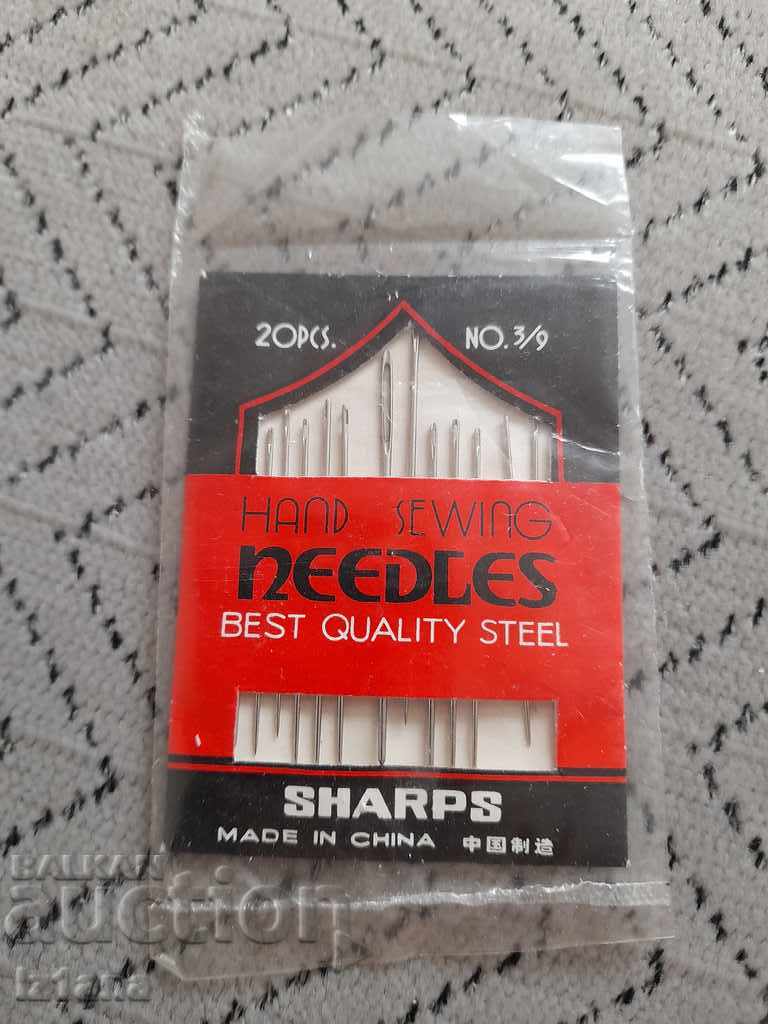 20PCS. NO. 3/9
HAND SEWING
NEEDLES
BEST QUALITY STEEL
SHARPS
MADE IN CHINA 中国制造
BALKAN
auction
iz1ana